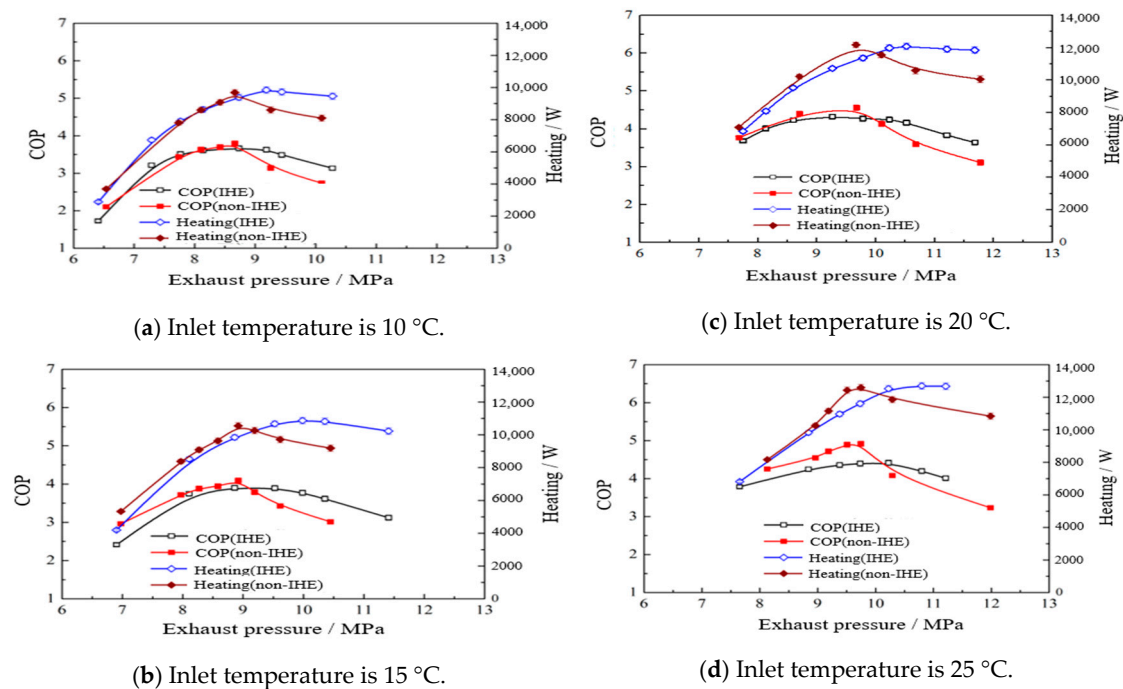 7
6
5
4
3
2
1
COP
14,000
12,000
10,000
8000
6000
4000
2000
0
Heating / W
COP(IHE)
COP(non-IHE)
Heating(IHE)
Heating(non-IHE)
6 7 8 9 10 11 12 13
Exhaust pressure / MPa
(a) Inlet temperature is 10 °C.
7
6
5
4
3
2
1
COP
14,000
12,000
10,000
8000
6000
4000
2000
0
Heating / W
COP(IHE)
COP(non-IHE)
Heating(IHE)
Heating(non-IHE)
6 7 8 9 10 11 12 13
Exhaust pressure / MPa
(c) Inlet temperature is 20 °C.
7
6
5
4
3
2
1
COP
14,000
12,000
10,000
8000
6000
4000
2000
0
Heating / W
COP(IHE)
COP(non-IHE)
Heating(IHE)
Heating(non-IHE)
6 7 8 9 10 11 12 13
Exhaust pressure / MPa
(b) Inlet temperature is 15 °C.
7
6
5
4
3
2
1
COP
14,000
12,000
10,000
8000
6000
4000
2000
0
Heating / W
COP(IHE)
COP(non-IHE)
Heating(IHE)
Heating(non-IHE)
6 7 8 9 10 11 12 13
Exhaust pressure / MPa
(d) Inlet temperature is 25 °C.